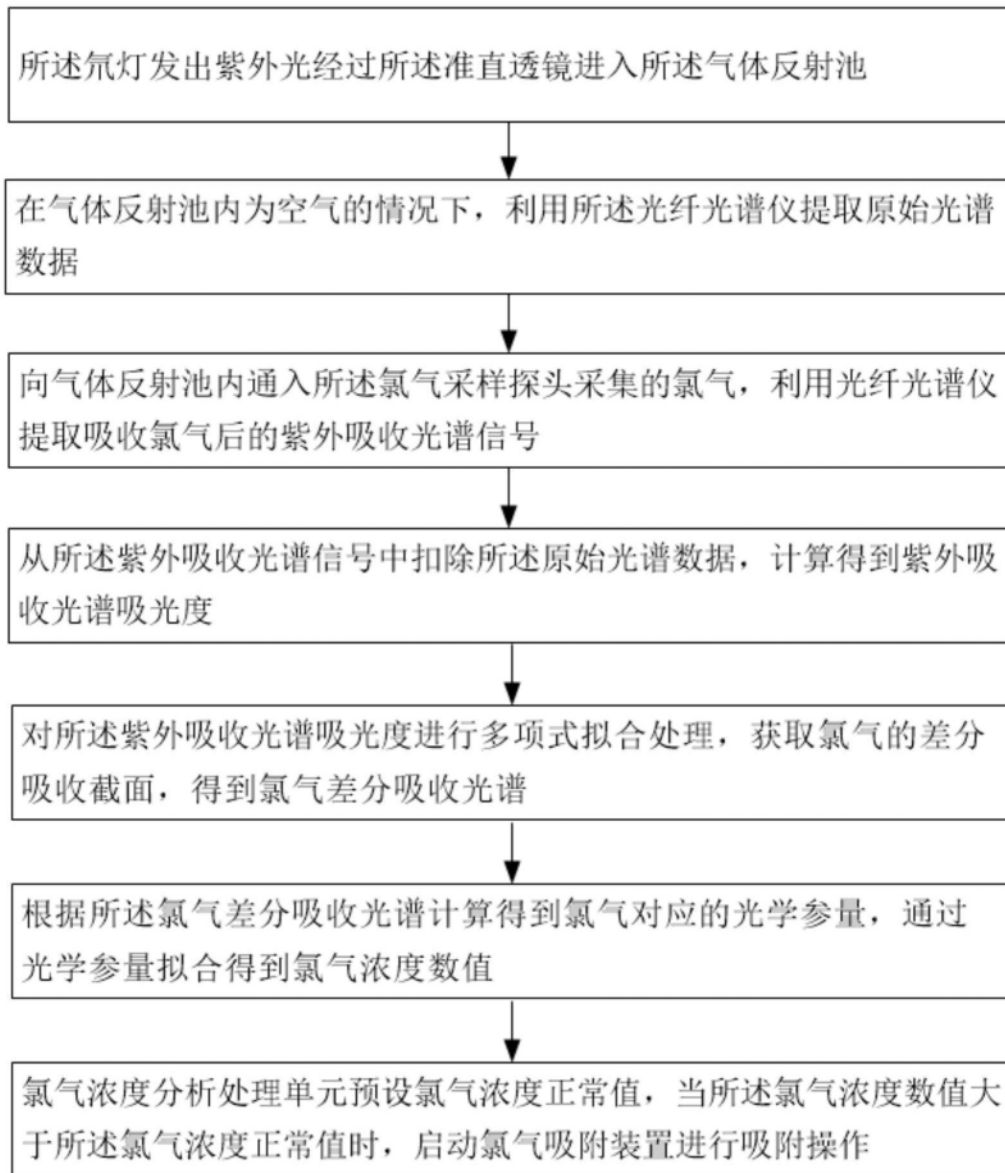 所述氘灯发出紫外光经过所述准直透镜进入所述气体反射池
在气体反射池内为空气的情况下，利用所述光纤光谱仪提取原始光谱
数据
向气体反射池内通入所述氯气采样探头采集的氯气，利用光纤光谱仪
提取吸收氯气后的紫外吸收光谱信号
从所述紫外吸收光谱信号中扣除所述原始光谱数据，计算得到紫外吸
收光谱吸光度
对所述紫外吸收光谱吸光度进行多项式拟合处理，获取氯气的差分
吸收截面，得到氯气差分吸收光谱
根据所述氯气差分吸收光谱计算得到氯气对应的光学参量，通过
光学参量拟合得到氯气浓度数值
氯气浓度分析处理单元预设氯气浓度正常值，当所述氯气浓度数值大
于所述氯气浓度正常值时，启动氯气吸附装置进行吸附操作